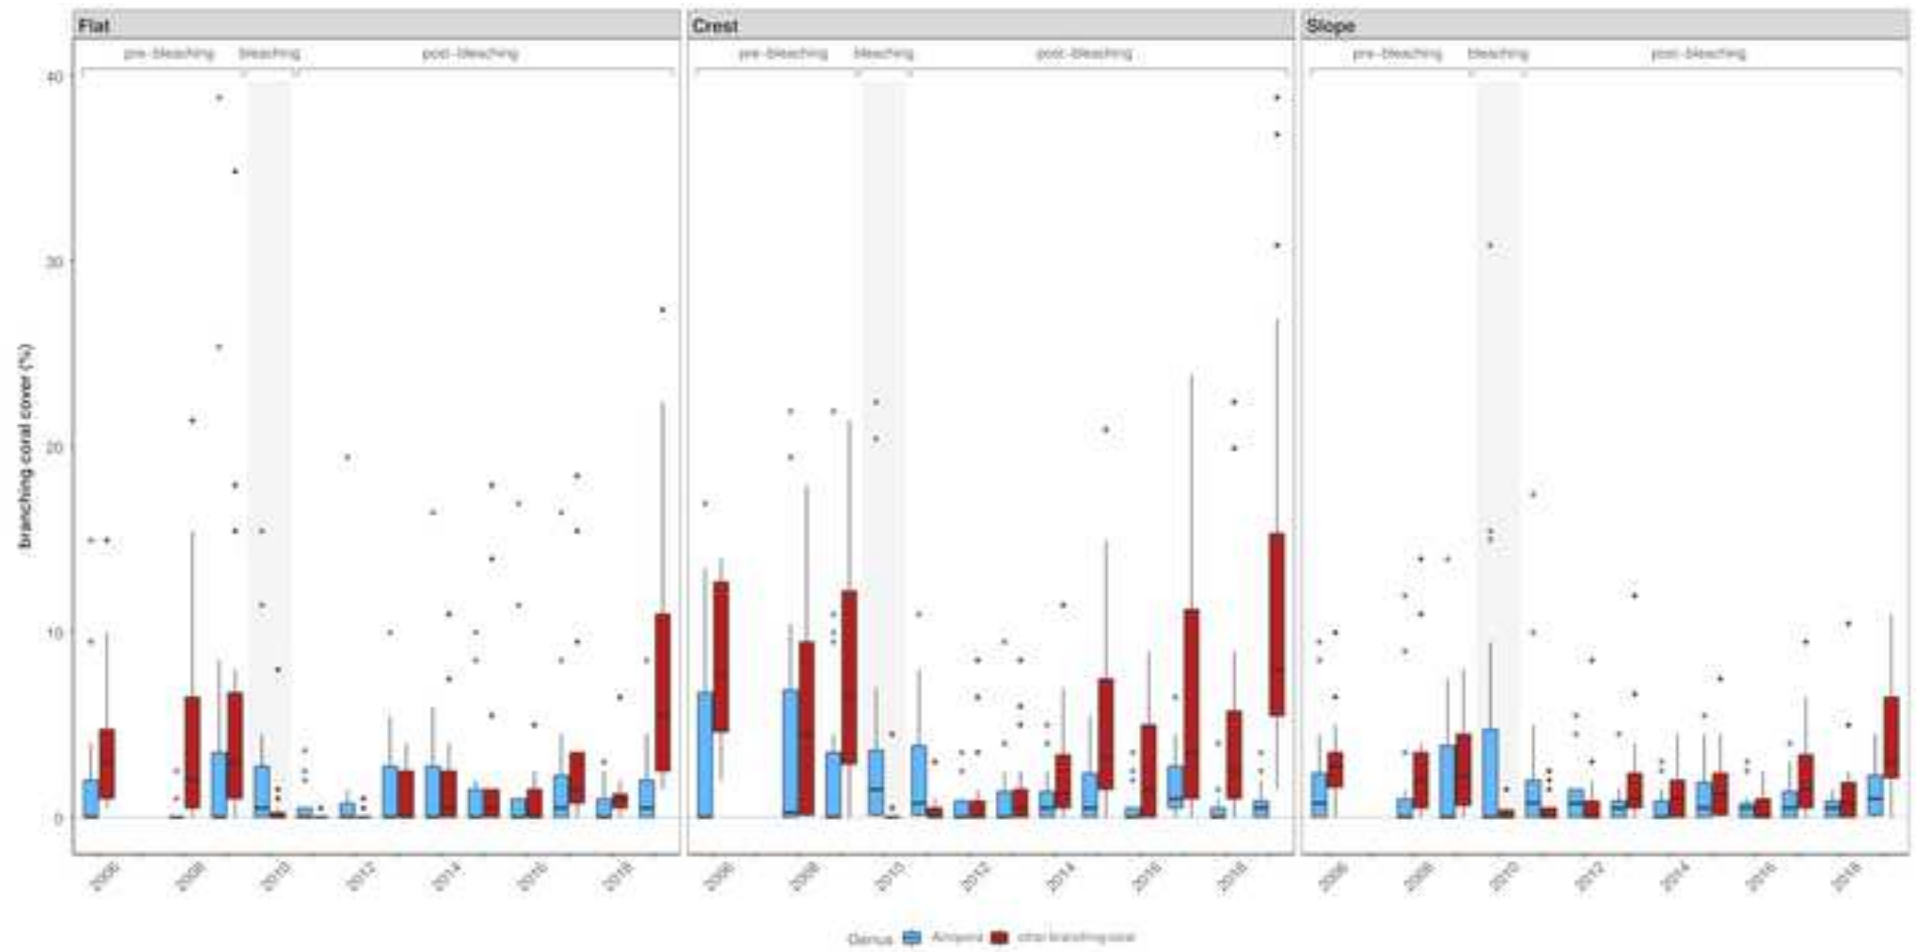 Flat Crest Slope
pre-bleaching bleaching post-bleaching pre-bleaching bleaching post-bleaching pre-bleaching bleaching post-bleaching
40
30
20
10
0
branching coral cover (%)
2006 2008 2010 2012 2014 2016 2018 2006 2008 2010 2012 2014 2016 2018 2006 2008 2010 2012 2014 2016 2018
Genus Acropora other branching coral